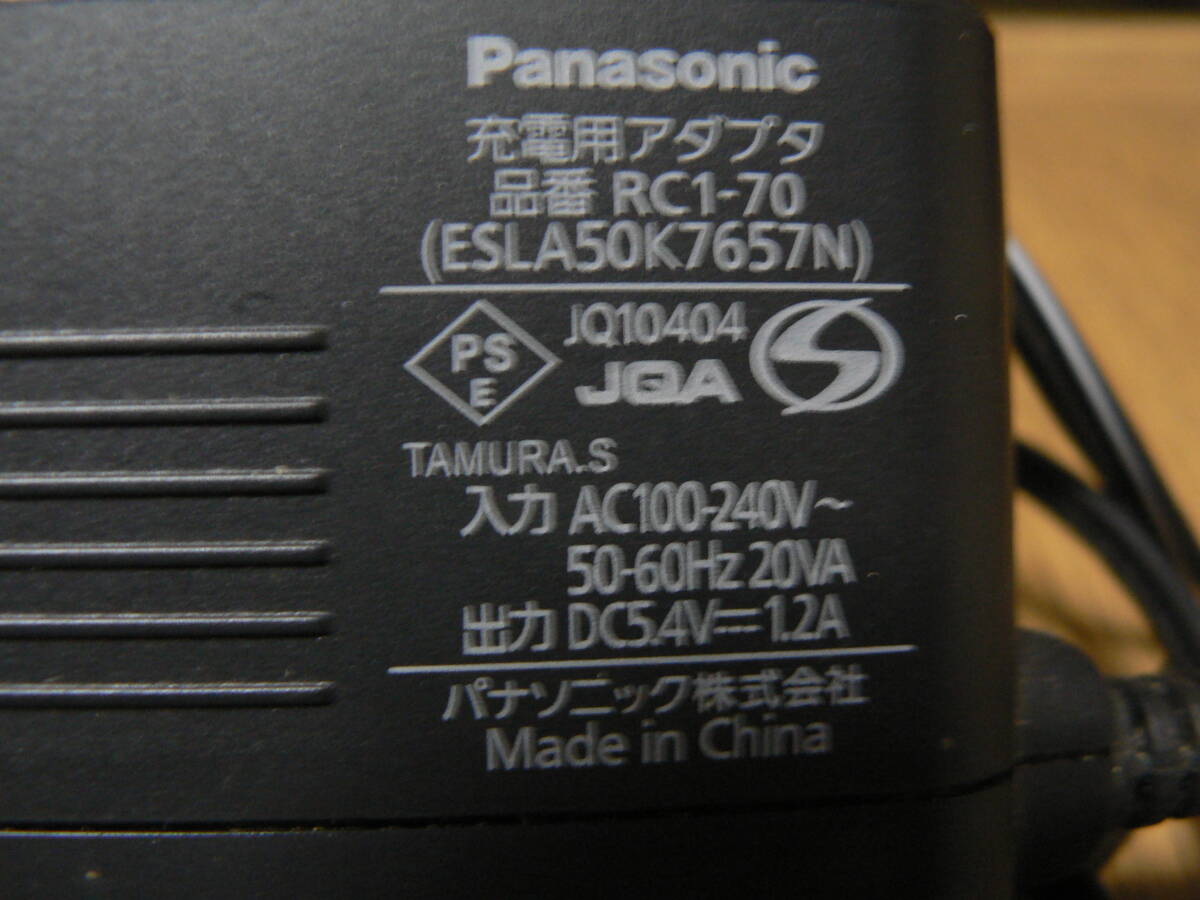 Panasonic
充電用アダプタ
品番 RC1-70
(ESLA50K7657N)
PS
E
JQ10404
JQA
TAMURA.S
入力 AC100-240V～
50-60Hz 20VA
出力 DC5.4V⎓1.2A
パナソニック株式会社
Made in China